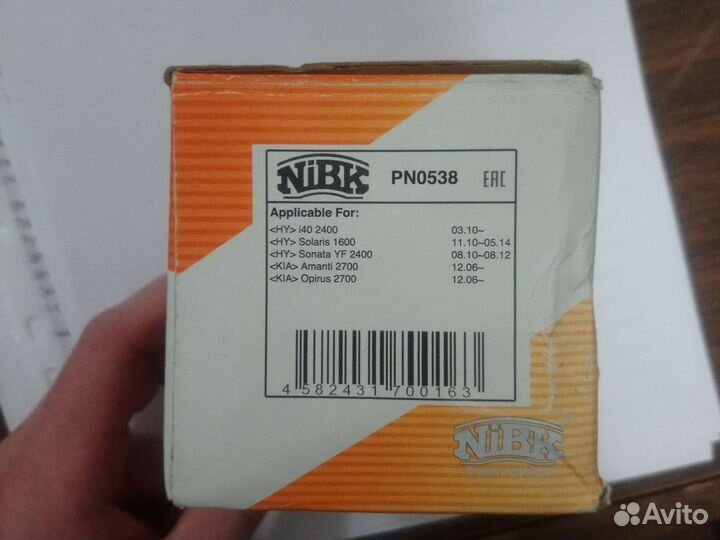 NiBK PN0538 EAC
Applicable For:
<HY> i40 2400 03.10~
<HY> Solaris 1600 11.10~05.14
<HY> Sonata YF 2400 08.10~08.12
<KIA> Amanti 2700 12.06~
<KIA> Opirus 2700 12.06~
4 582431 700163
NiBK
Avito